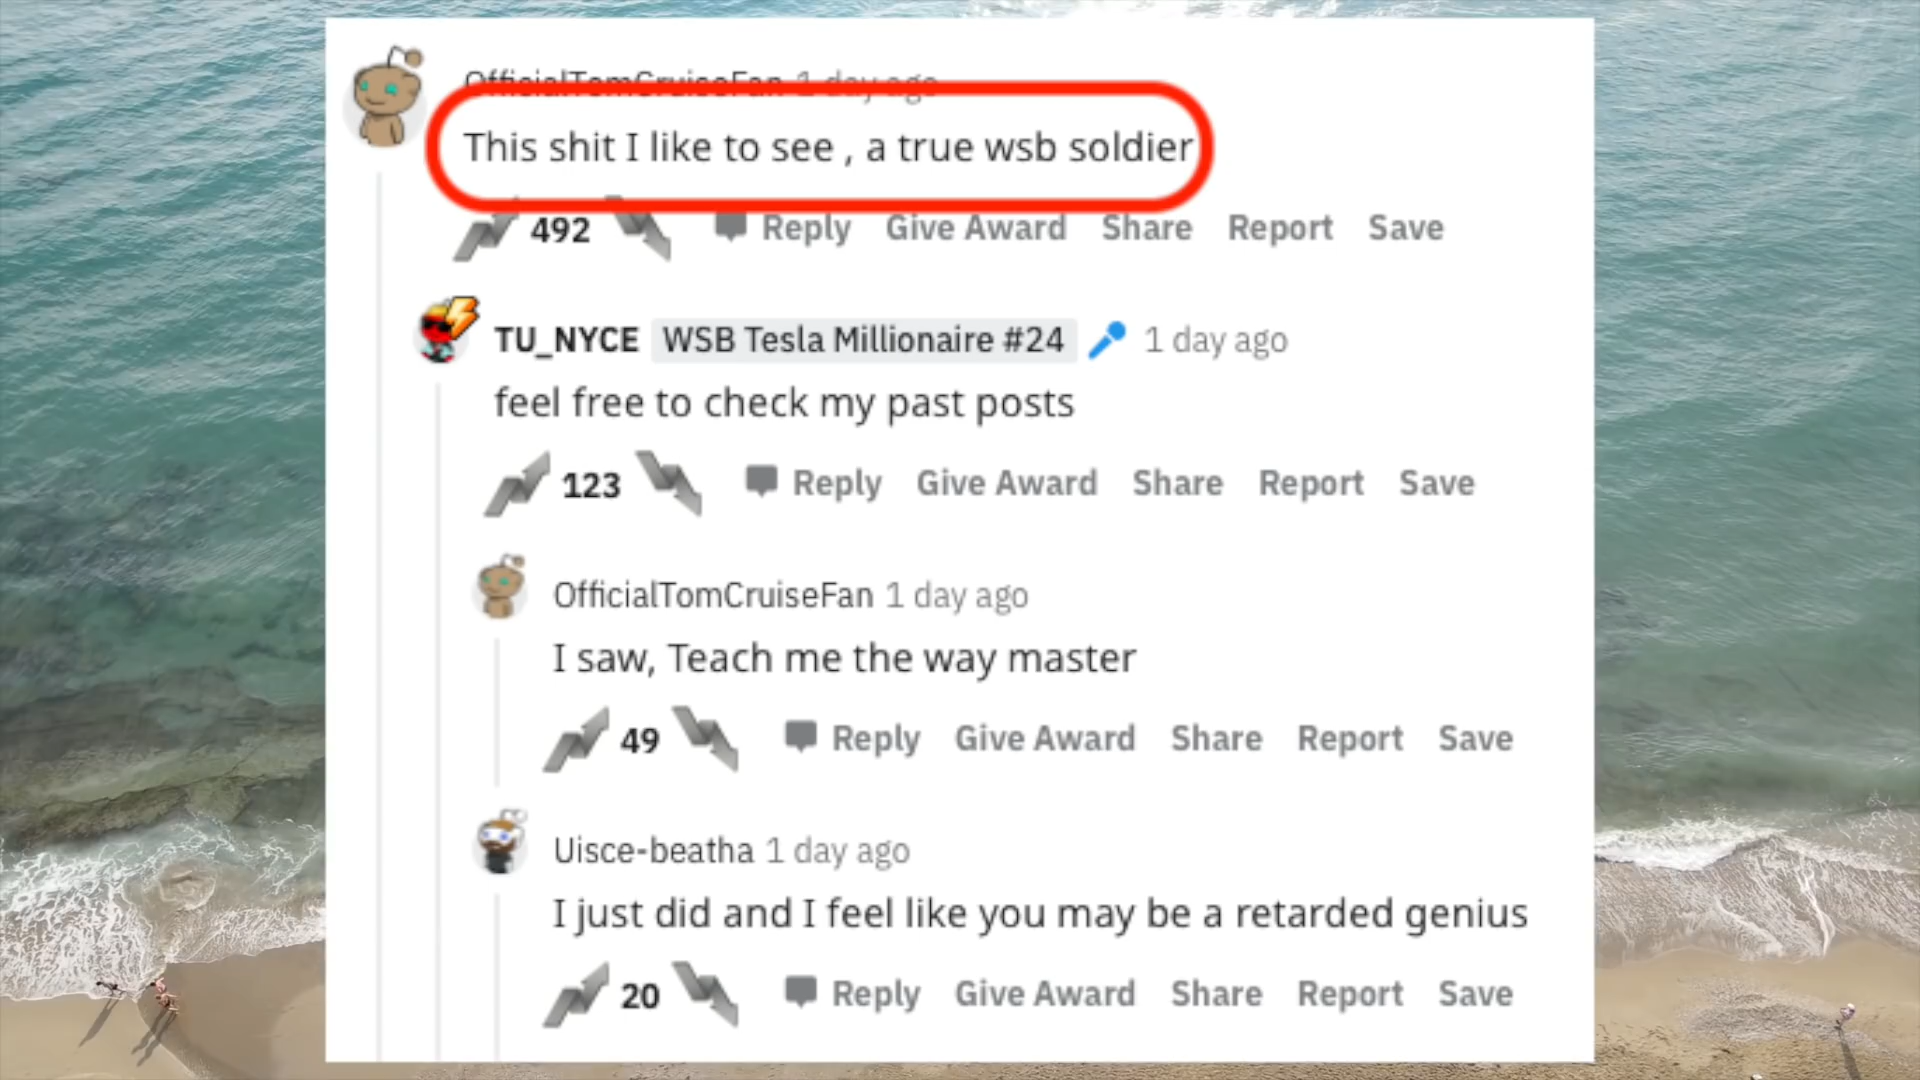 OfficialTomCruiseFan 1 day ago
This shit I like to see , a true wsb soldier
492 Reply Give Award Share Report Save
TU_NYCE WSB Tesla Millionaire #24 1 day ago
feel free to check my past posts
123 Reply Give Award Share Report Save
OfficialTomCruiseFan 1 day ago
I saw, Teach me the way master
49 Reply Give Award Share Report Save
Uisce-beatha 1 day ago
I just did and I feel like you may be a retarded genius
20 Reply Give Award Share Report Save